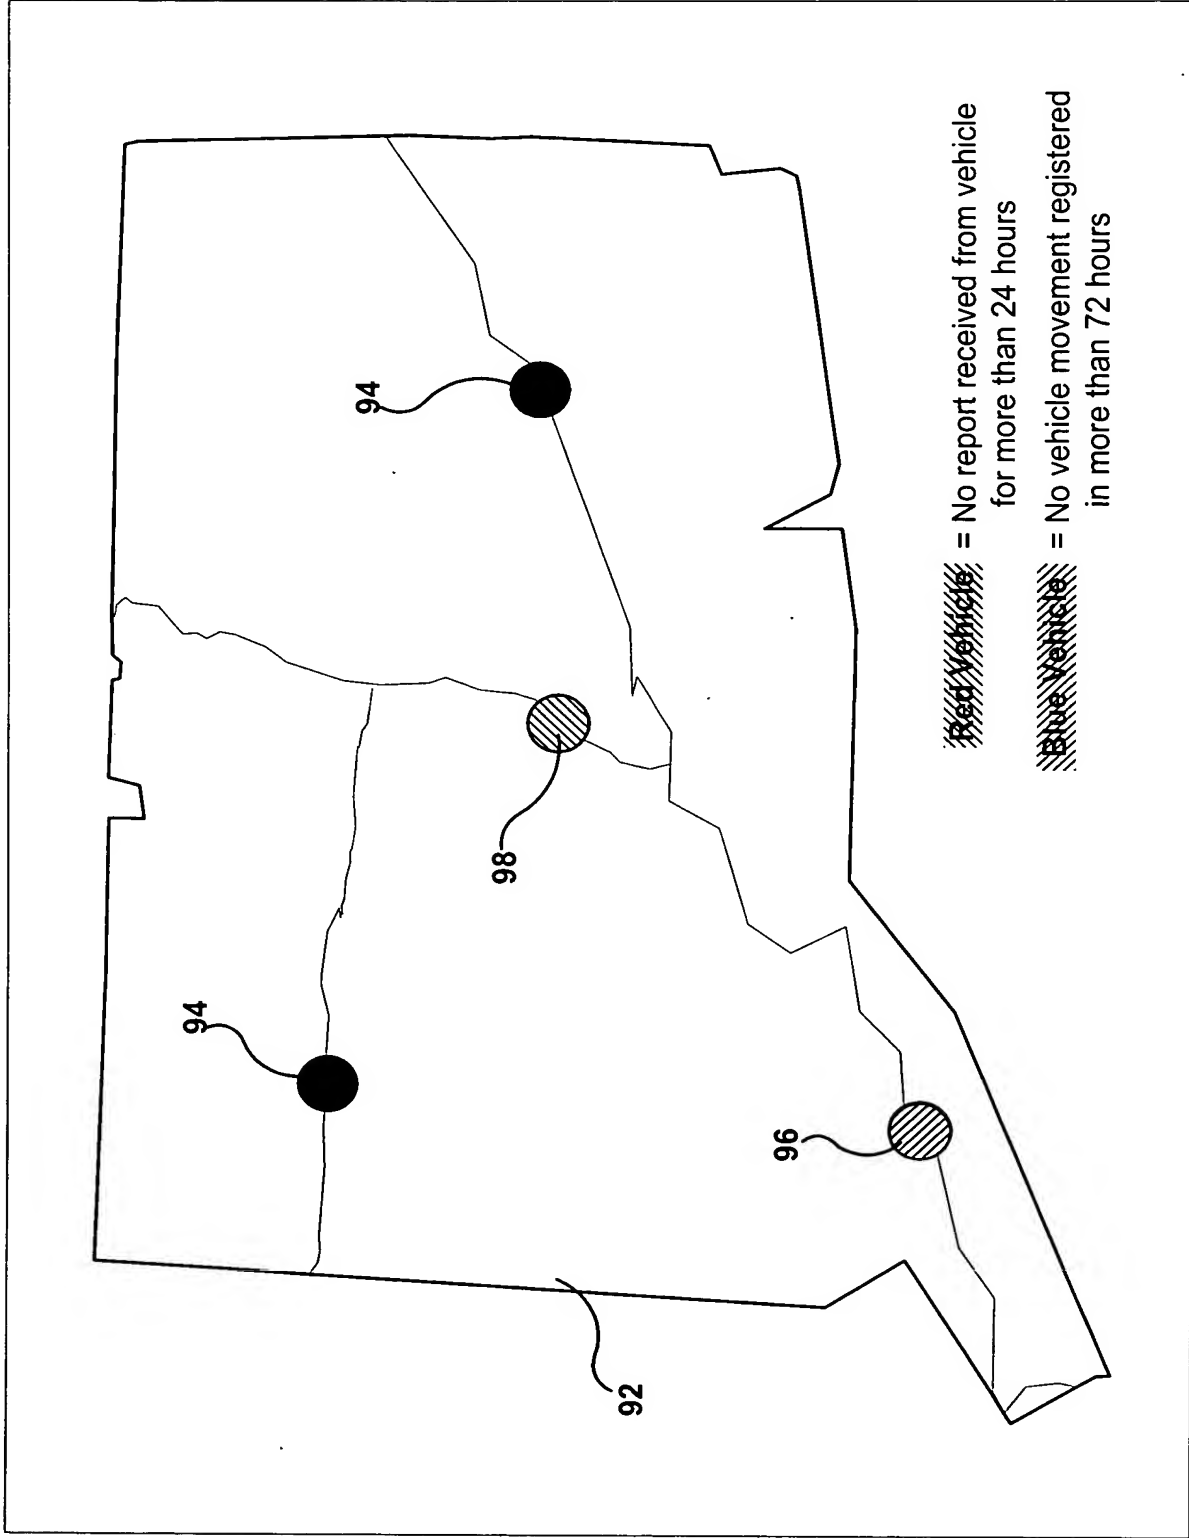 94
94
98
96
92
Red Vehicle = No report received from vehicle
for more than 24 hours
Blue Vehicle = No vehicle movement registered
in more than 72 hours